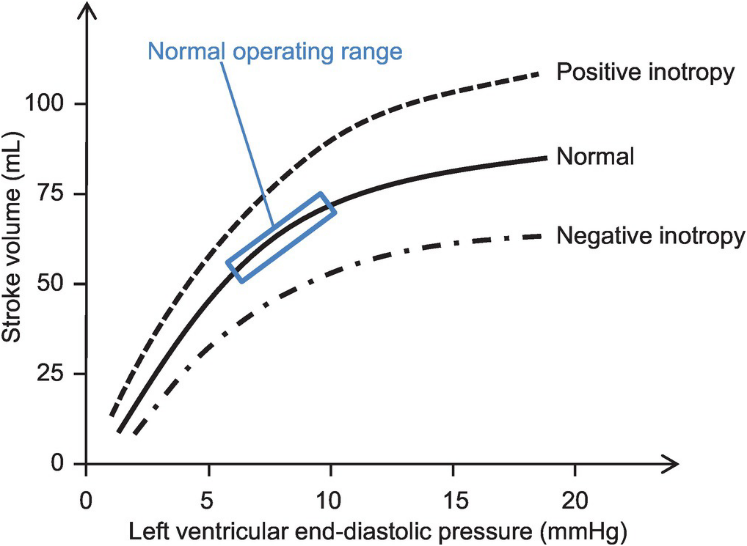 Normal operating range
Positive inotropy
Normal
Negative inotropy
Stroke volume (mL)
100
75
50
25
0
0 5 10 15 20
Left ventricular end-diastolic pressure (mmHg)